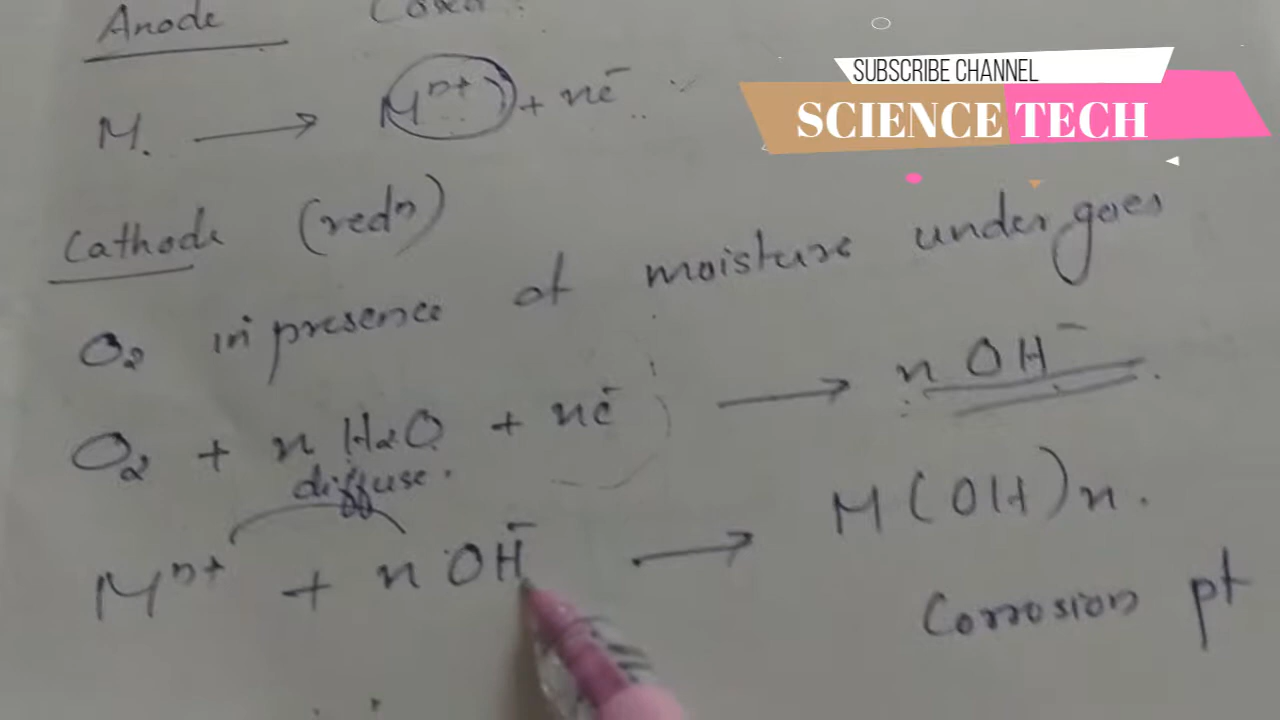 Anode
M. ⟶ Mⁿ⁺ + ne⁻
SUBSCRIBE CHANNEL
SCIENCE TECH
Cathode (redⁿ)
O₂ in presence of moisture undergoes
O₂ + n H₂O + ne⁻ ⟶ n OH⁻
diffuse.
Mⁿ⁺ + n OH⁻ ⟶ M(OH)n.
Corrosion pt